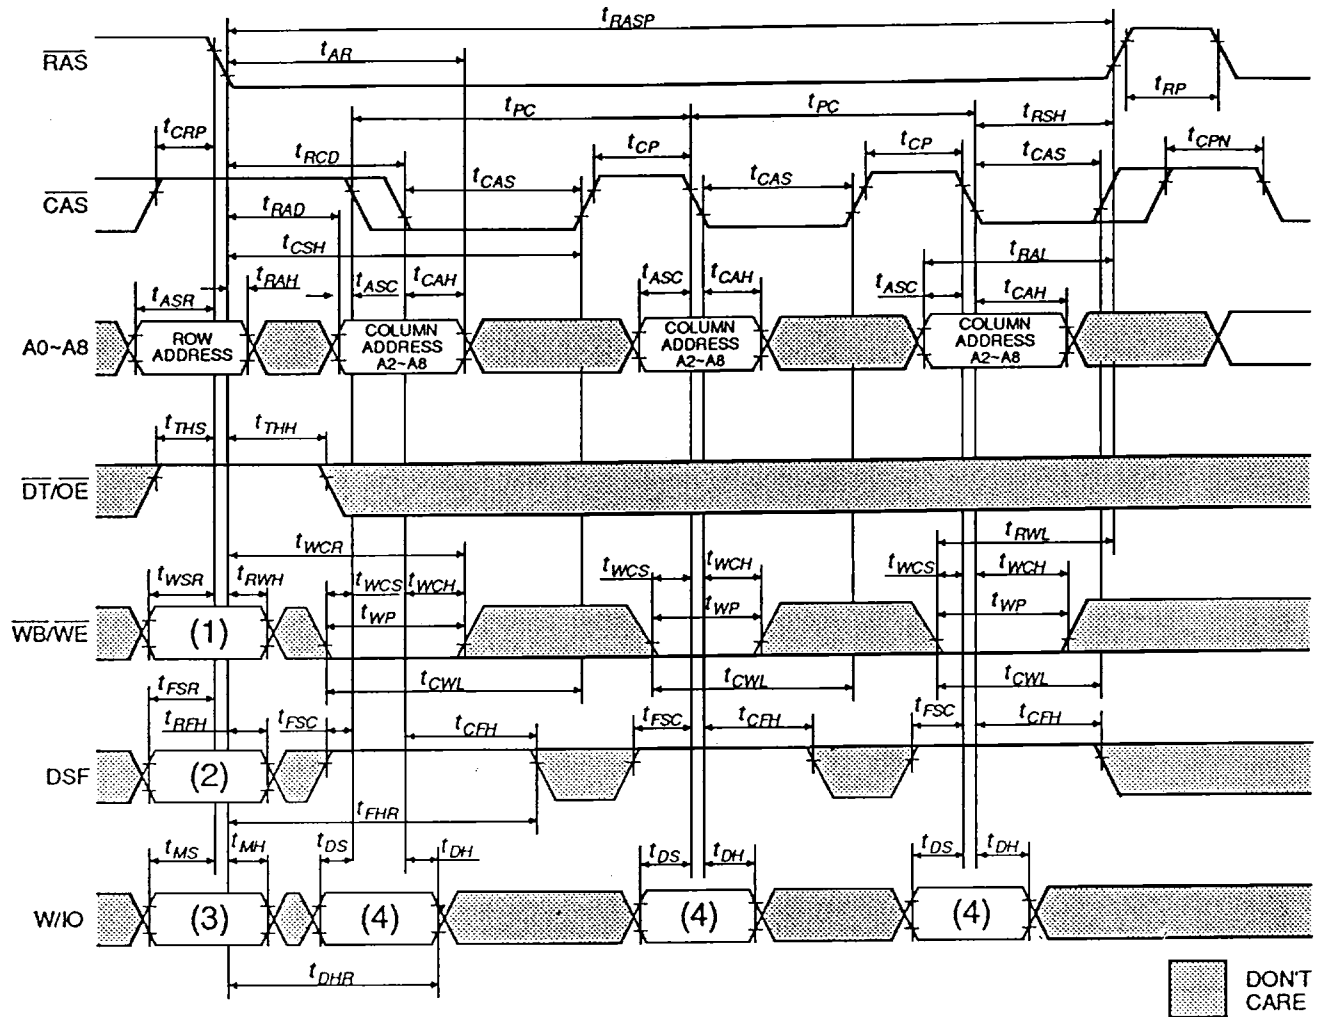 tRASP
RAS
tAR
tRP
tPC
tPC
tRSH
tCRP
tRCD
tCP
tCP
tCPN
CAS
tCAS
tCAS
tCAS
tRAD
tCSH
tRAL
tRAH
tASC
tCAH
tASC
tCAH
tASC
tCAH
tASR
A0~A8
ROW ADDRESS
COLUMN ADDRESS A2~A8
COLUMN ADDRESS A2~A8
COLUMN ADDRESS A2~A8
tTHS
tTHH
DT/OE
tWCR
tRWL
tWSR
tRWH
tWCS
tWCH
tWCS
tWCH
tWCS
tWCH
tWP
tWP
tWP
WB/WE
(1)
tCWL
tCWL
tCWL
tFSR
tRFH
tFSC
tCFH
tFSC
tCFH
tFSC
tCFH
DSF
(2)
tFHR
tMS
tMH
tDS
tDH
tDS
tDH
tDS
tDH
W/IO
(3)
(4)
(4)
(4)
tDHR
DON'T
CARE